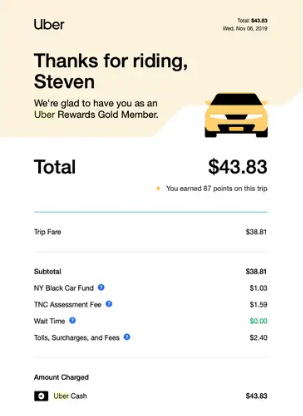 Uber
Total: $43.83
Wed, Nov 06, 2019
Thanks for riding,
Steven
We're glad to have you as an
Uber Rewards Gold Member.
Total $43.83
You earned 87 points on this trip
Trip Fare $38.81
Subtotal $38.81
NY Black Car Fund ? $1.03
TNC Assessment Fee ? $1.59
Wait Time ? $0.00
Tolls, Surcharges, and Fees ? $2.40
Amount Charged
Uber Cash $43.83